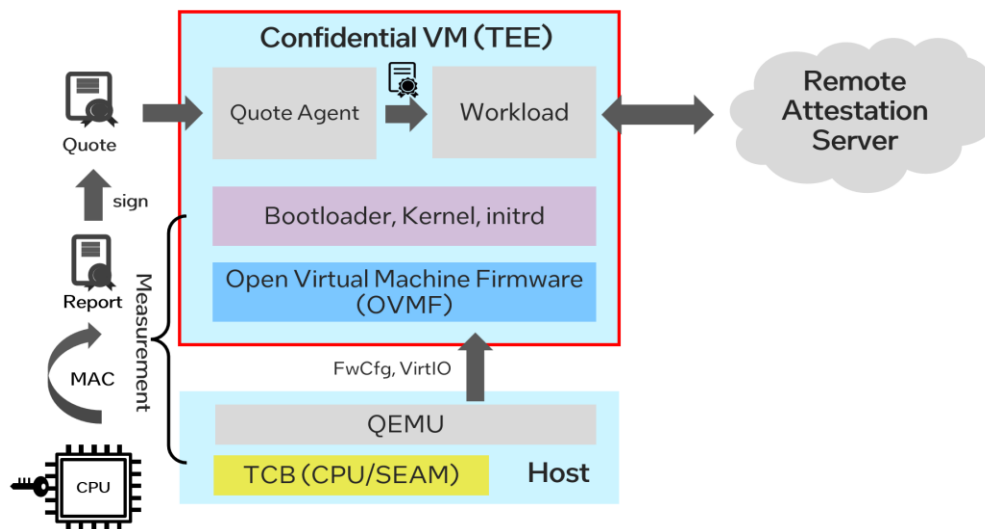 Confidential VM (TEE)
Quote Agent
Workload
Remote
Attestation
Server
Quote
sign
Bootloader, Kernel, initrd
Open Virtual Machine Firmware
(OVMF)
Report
Measurement
MAC
FwCfg, VirtIO
QEMU
TCB (CPU/SEAM)
Host
CPU